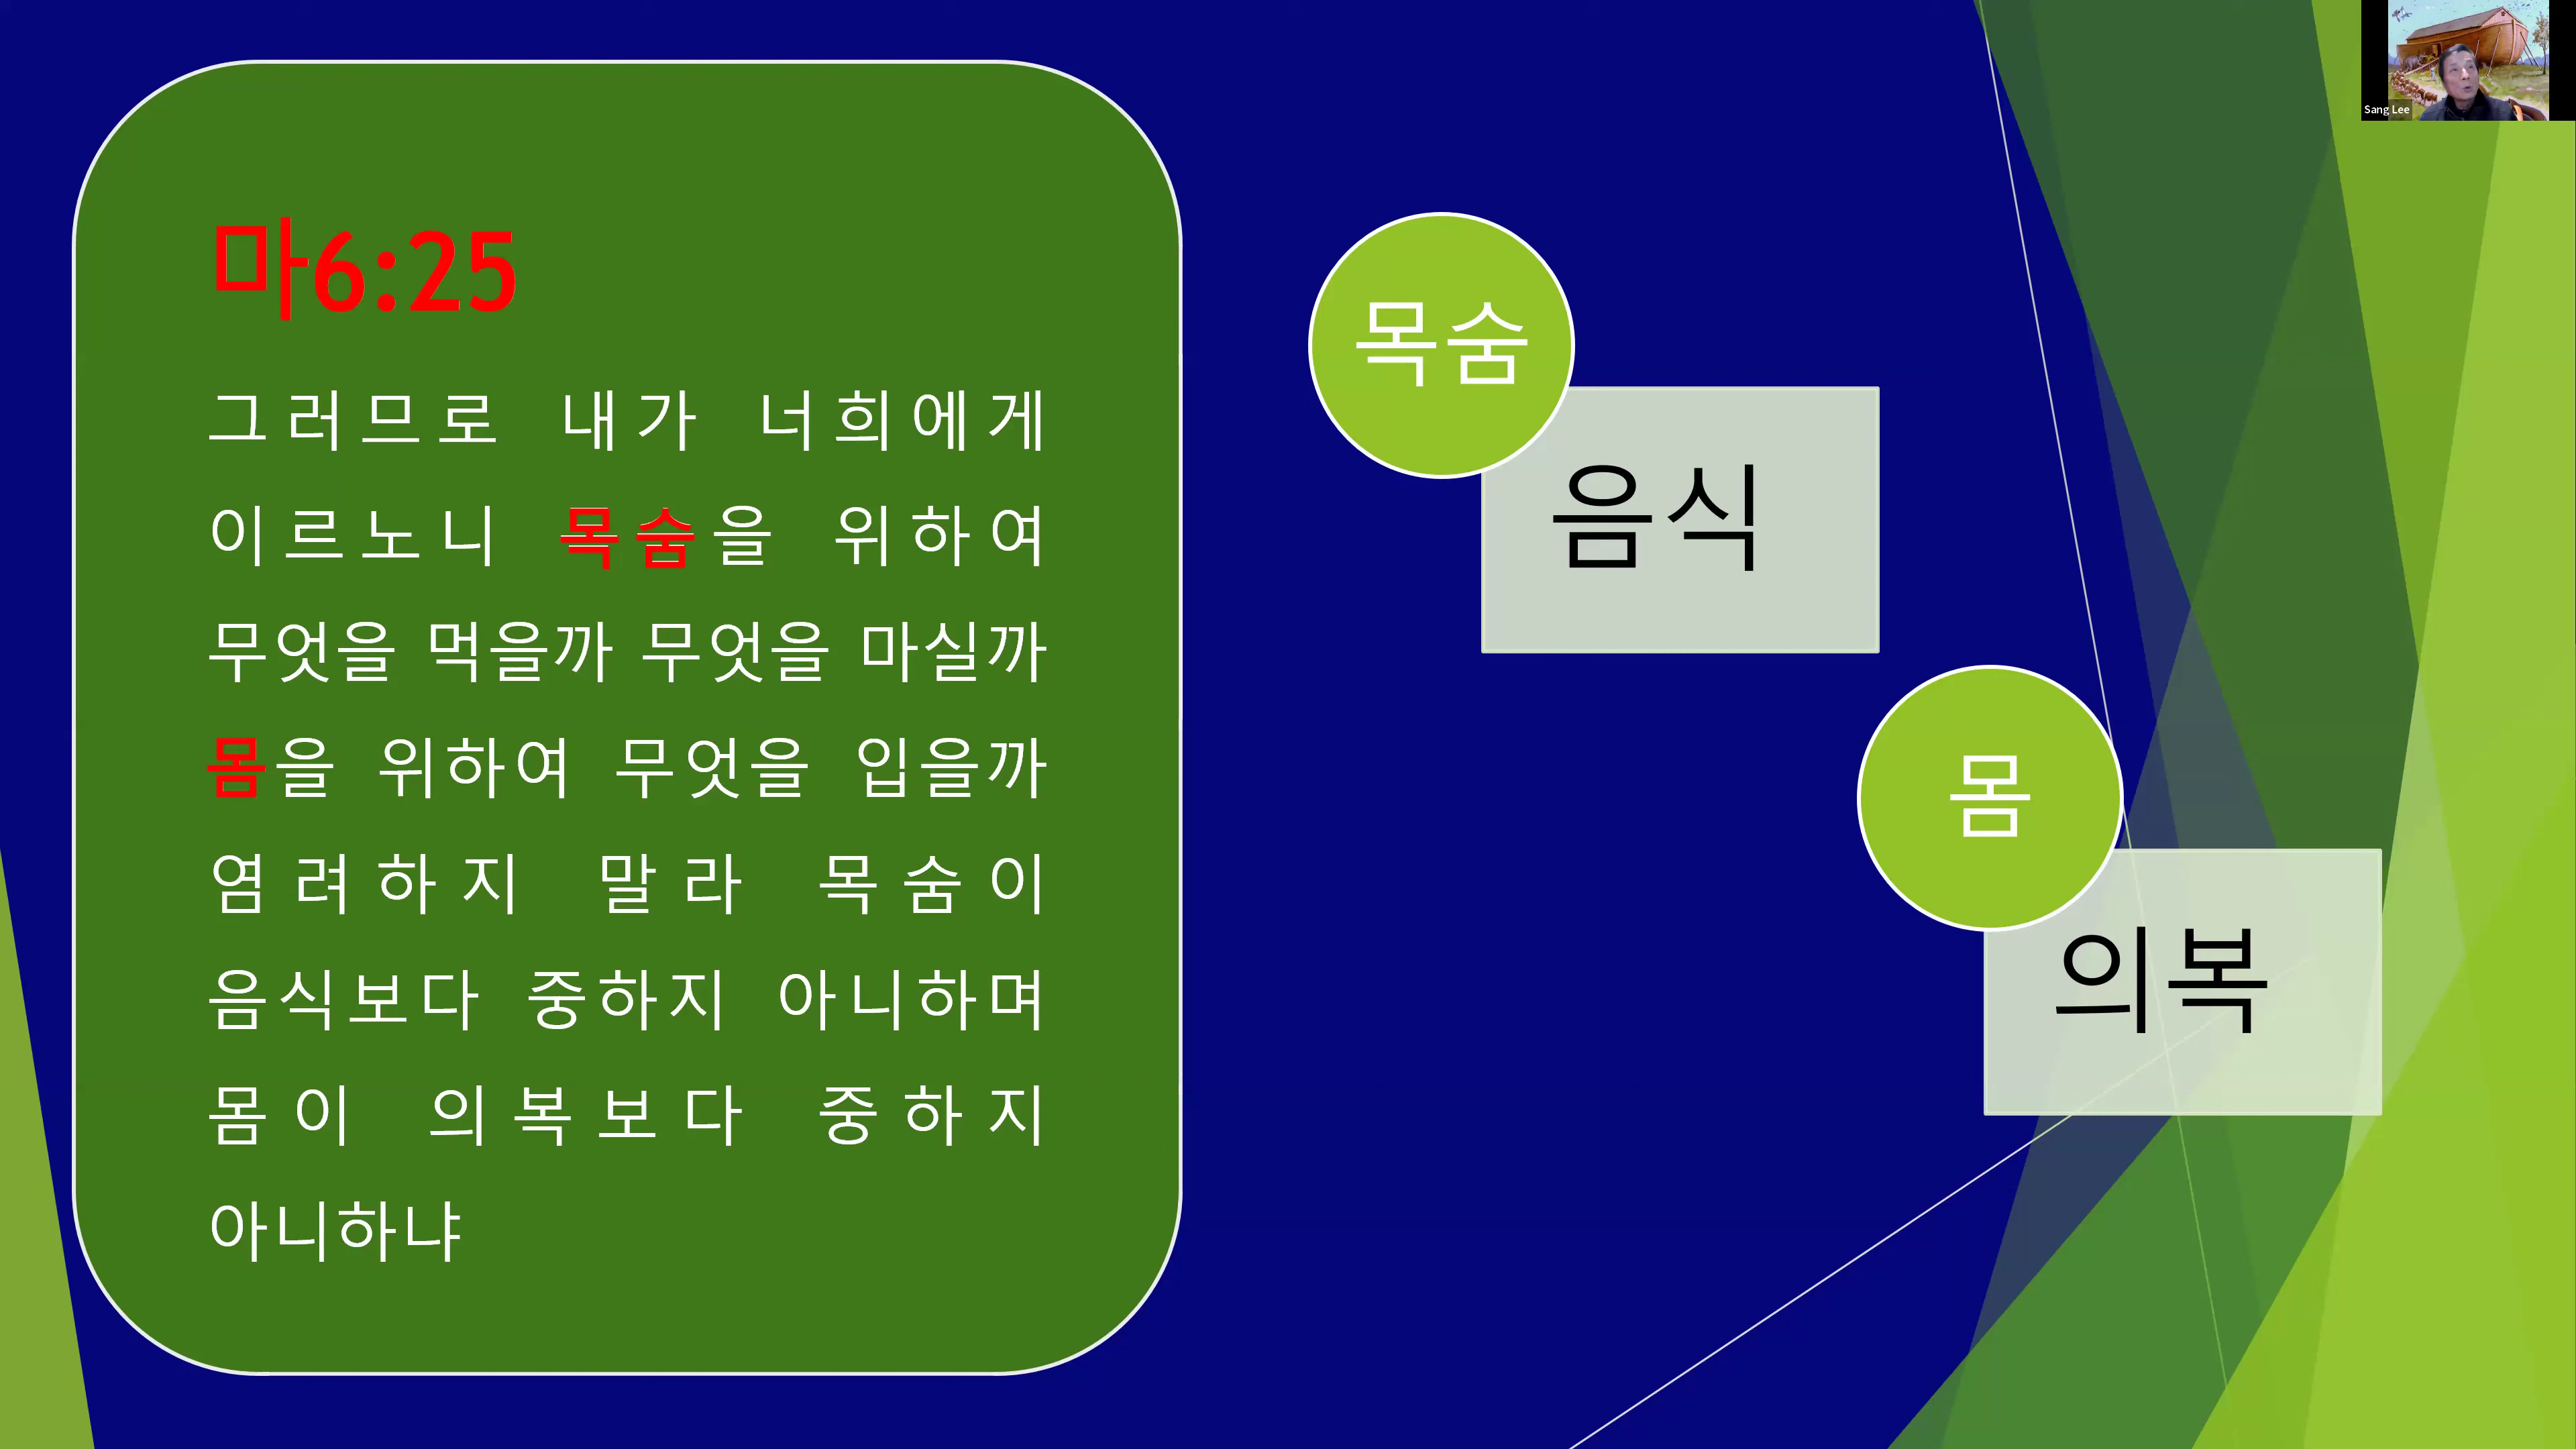 마6:25
그러므로 내가 너희에게
이르노니 목숨을 위하여
무엇을 먹을까 무엇을 마실까
몸을 위하여 무엇을 입을까
염려하지 말라 목숨이
음식보다 중하지 아니하며
몸이 의복보다 중하지
아니하냐
목숨
음식
몸
의복
Sang Lee